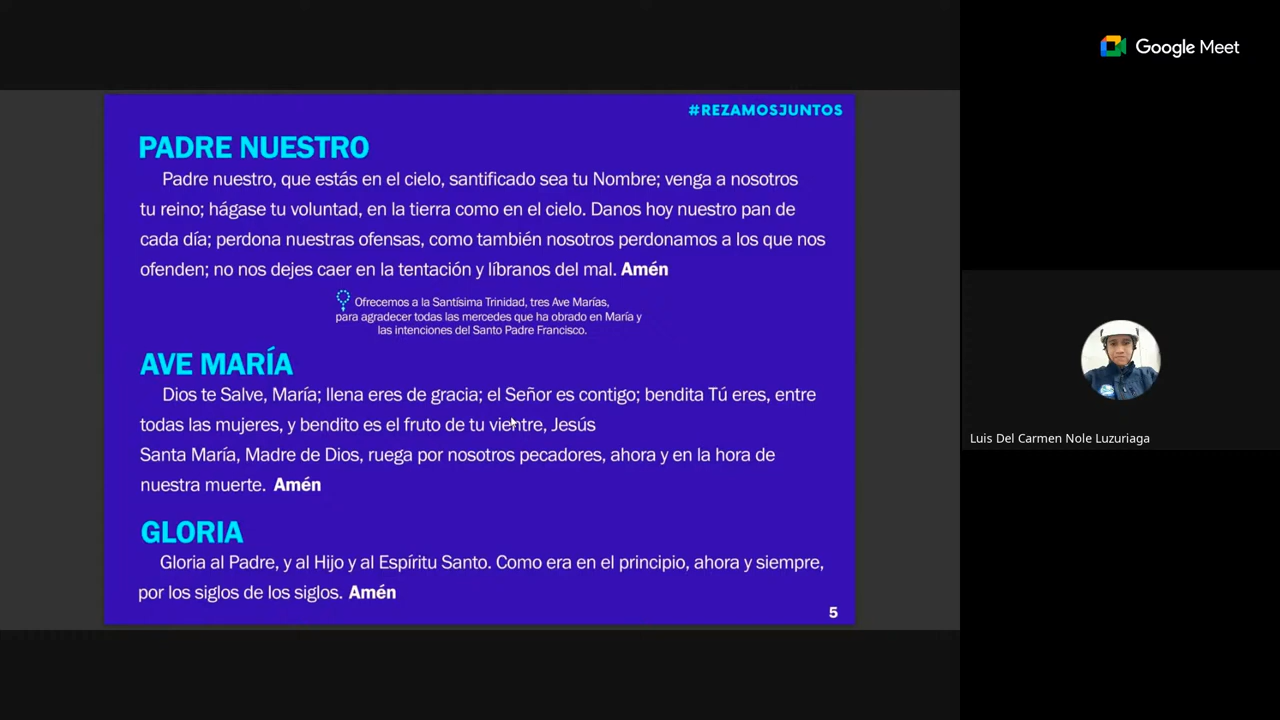 Google Meet
#REZAMOSJUNTOS
PADRE NUESTRO
Padre nuestro, que estás en el cielo, santificado sea tu Nombre; venga a nosotros
tu reino; hágase tu voluntad, en la tierra como en el cielo. Danos hoy nuestro pan de
cada día; perdona nuestras ofensas, como también nosotros perdonamos a los que nos
ofenden; no nos dejes caer en la tentación y líbranos del mal. Amén
Ofrecemos a la Santísima Trinidad, tres Ave Marías,
para agradecer todas las mercedes que ha obrado en María y
las intenciones del Santo Padre Francisco.
AVE MARÍA
Dios te Salve, María; llena eres de gracia; el Señor es contigo; bendita Tú eres, entre
todas las mujeres, y bendito es el fruto de tu vientre, Jesús
Santa María, Madre de Dios, ruega por nosotros pecadores, ahora y en la hora de
nuestra muerte. Amén
GLORIA
Gloria al Padre, y al Hijo y al Espíritu Santo. Como era en el principio, ahora y siempre,
por los siglos de los siglos. Amén
5
Luis Del Carmen Nole Luzuriaga